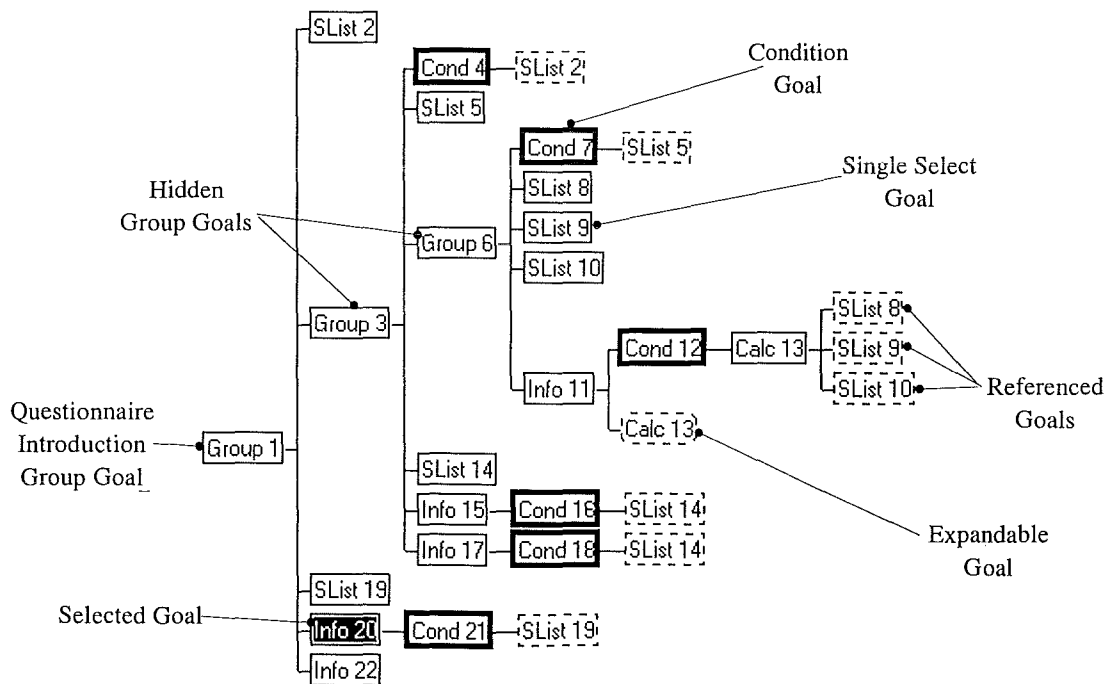 SList 2
Cond 4
SList 2
Condition
Goal
SList 5
Cond 7
SList 5
Hidden
Group Goals
SList 8
Single Select
Goal
Group 6
SList 9
SList 10
Group 3
SList 8
Cond 12
Calc 13
SList 9
SList 10
Referenced
Goals
Info 11
Questionnaire
Introduction
Group Goal
Group 1
Calc 13
SList 14
Info 15
Cond 16
SList 14
Info 17
Cond 18
SList 14
Expandable
Goal
SList 19
Selected Goal
Info 20
Cond 21
SList 19
Info 22